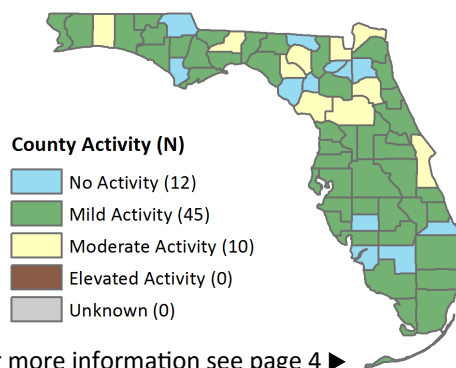 County Activity (N)
No Activity (12)
Mild Activity (45)
Moderate Activity (10)
Elevated Activity (0)
Unknown (0)
more information see page 4 ▶